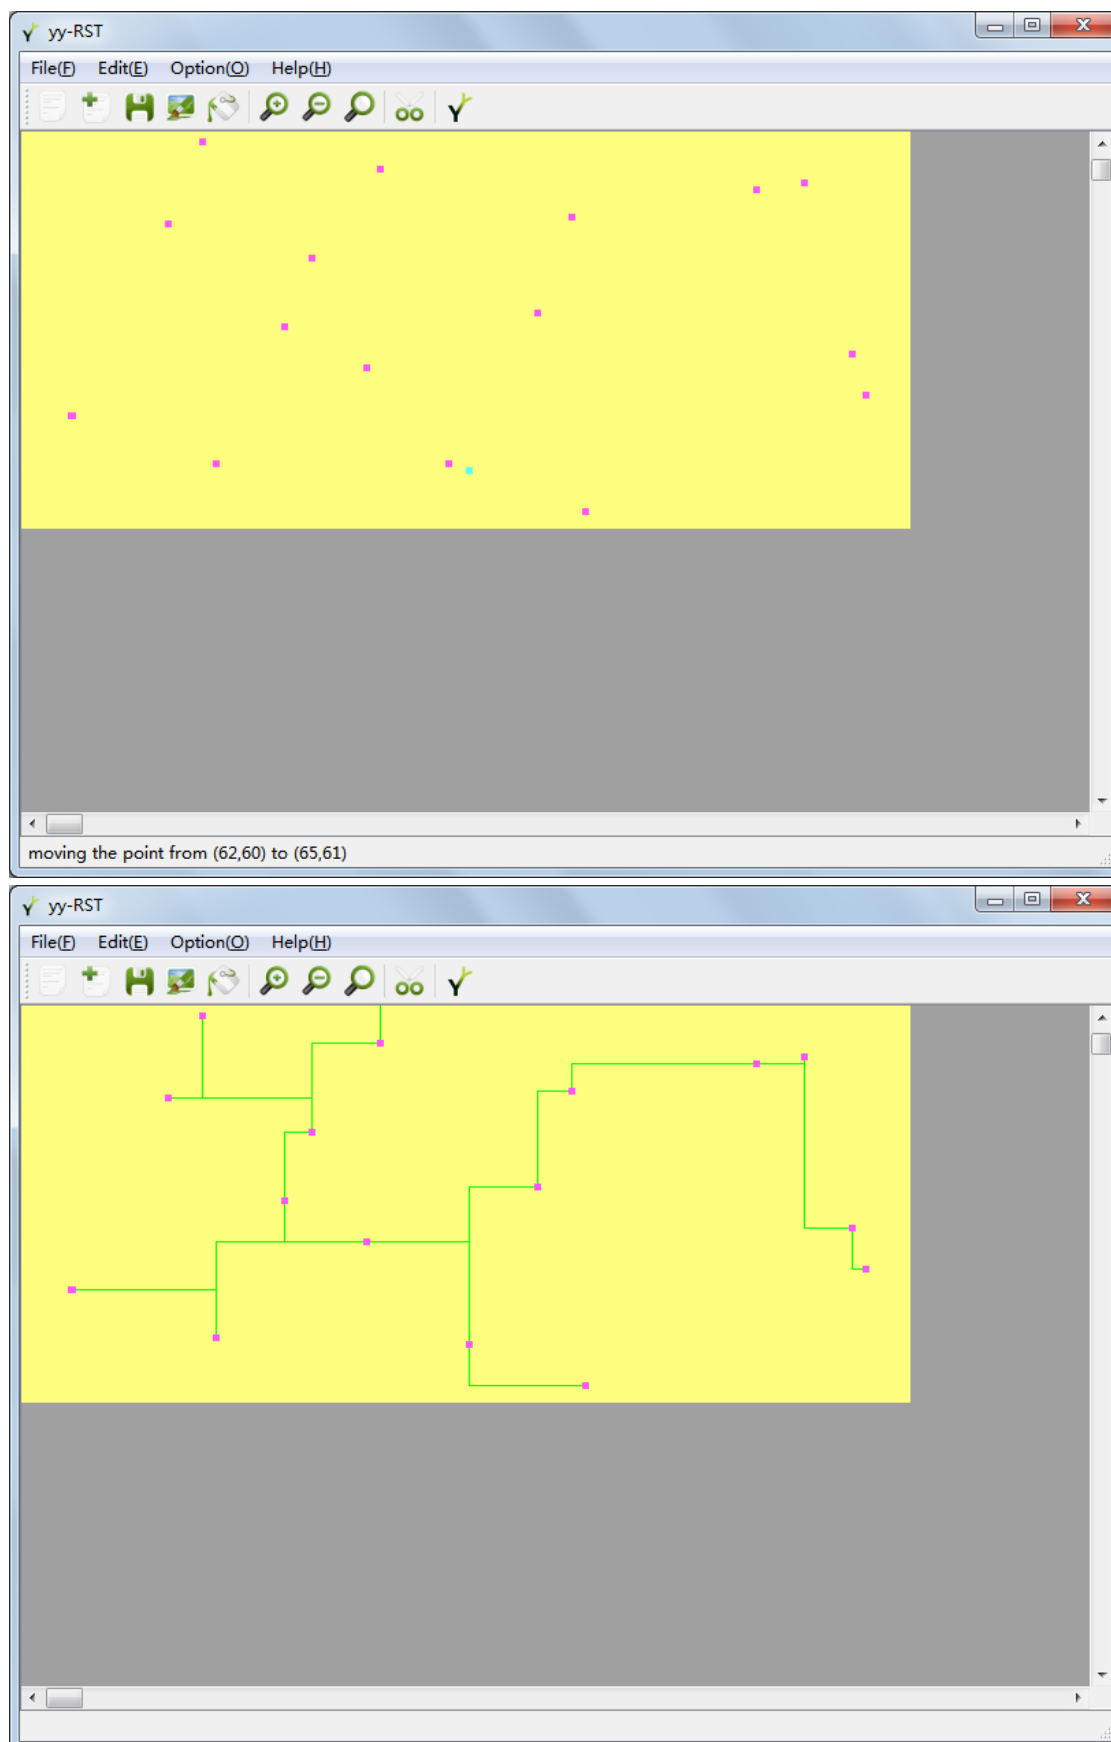 yy-RST
File(F) Edit(E) Option(O) Help(H)
moving the point from (62,60) to (65,61)
yy-RST
File(F) Edit(E) Option(O) Help(H)